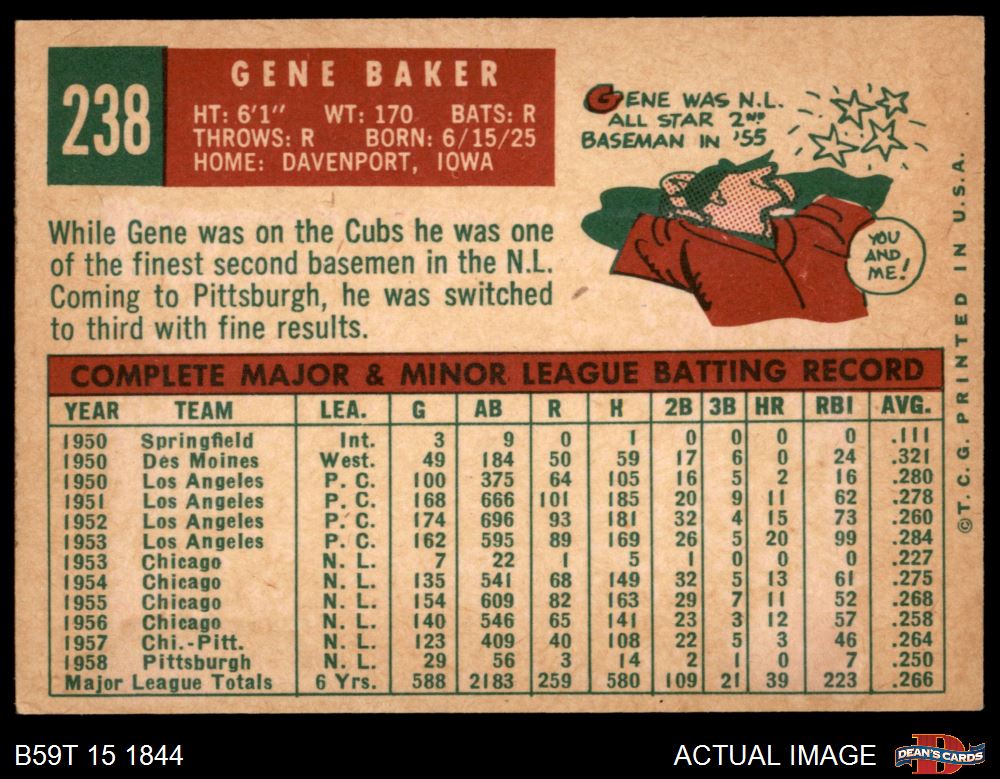 238
GENE BAKER
HT: 6'1" WT: 170 BATS: R
THROWS: R BORN: 6/15/25
HOME: DAVENPORT, IOWA
GENE WAS N.L.
ALL STAR 2ND
BASEMAN IN '55
YOU
AND
ME!
While Gene was on the Cubs he was one
of the finest second basemen in the N.L.
Coming to Pittsburgh, he was switched
to third with fine results.
COMPLETE MAJOR & MINOR LEAGUE BATTING RECORD
YEAR TEAM LEA. G AB R H 2B 3B HR RBI AVG.
1950 Springfield Int. 3 9 0 1 0 0 0 0 .111
1950 Des Moines West. 49 184 50 59 17 6 0 24 .321
1950 Los Angeles P. C. 100 375 64 105 16 5 2 16 .280
1951 Los Angeles P. C. 168 666 101 185 20 9 11 62 .278
1952 Los Angeles P. C. 174 696 93 181 32 4 15 73 .260
1953 Los Angeles P. C. 162 595 89 169 26 5 20 99 .284
1953 Chicago N. L. 7 22 1 5 1 0 0 0 .227
1954 Chicago N. L. 135 541 68 149 32 5 13 61 .275
1955 Chicago N. L. 154 609 82 163 29 7 11 52 .268
1956 Chicago N. L. 140 546 65 141 23 3 12 57 .258
1957 Chi.-Pitt. N. L. 123 409 40 108 22 5 3 46 .264
1958 Pittsburgh N. L. 29 56 3 14 2 1 0 7 .250
Major League Totals 6 Yrs. 588 2183 259 580 109 21 39 223 .266
©T.C.G. PRINTED IN U.S.A.
B59T 15 1844
ACTUAL IMAGE
D
DEAN'S CARDS